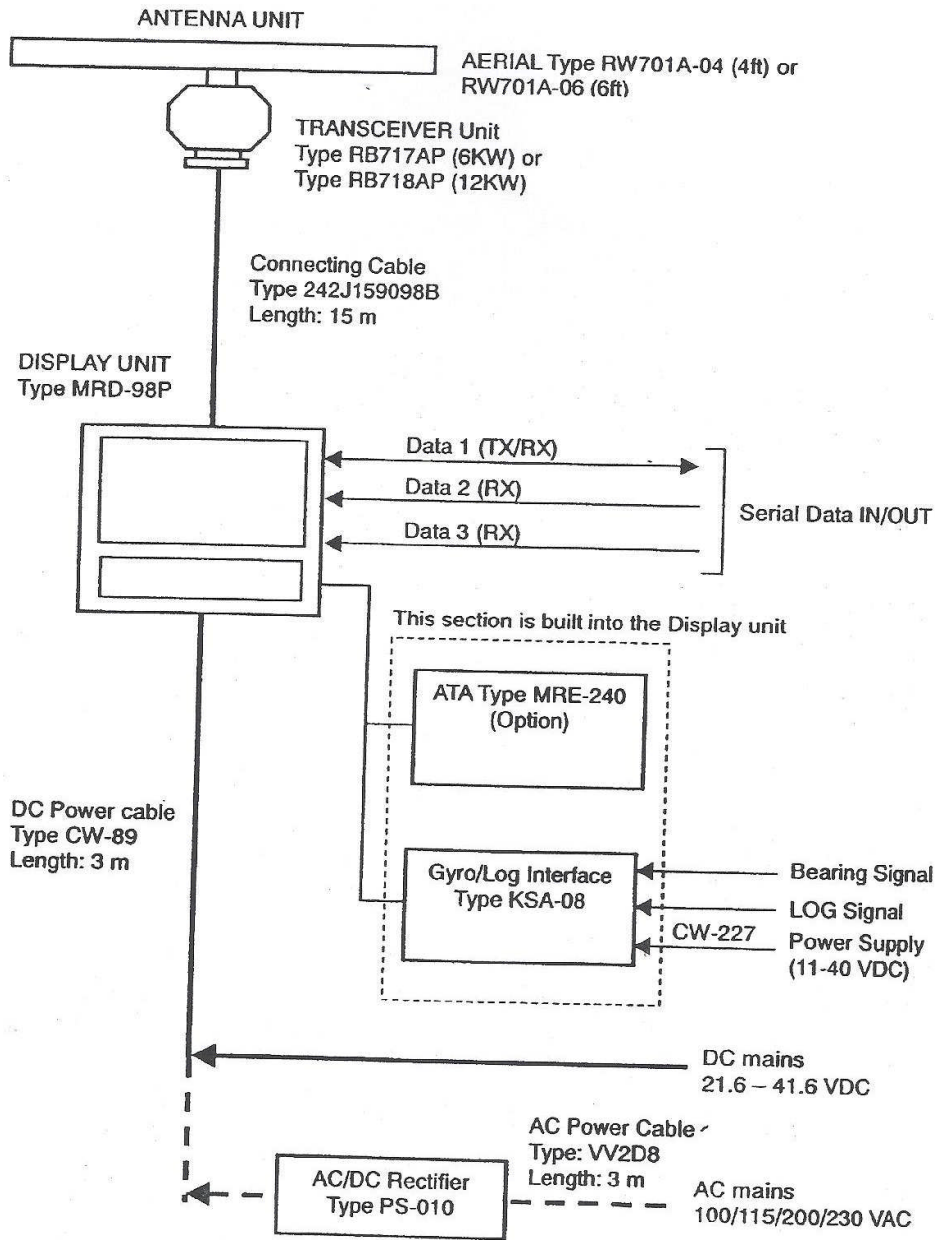 ANTENNA UNIT
AERIAL Type RW701A-04 (4ft) or
RW701A-06 (6ft)
TRANSCEIVER Unit
Type RB717AP (6KW) or
Type RB718AP (12KW)
Connecting Cable
Type 242J159098B
Length: 15 m
DISPLAY UNIT
Type MRD-98P
Data 1 (TX/RX)
Data 2 (RX)
Data 3 (RX)
Serial Data IN/OUT
This section is built into the Display unit
ATA Type MRE-240
(Option)
DC Power cable
Type CW-89
Length: 3 m
Gyro/Log Interface
Type KSA-08
Bearing Signal
LOG Signal
CW-227
Power Supply
(11-40 VDC)
DC mains
21.6 – 41.6 VDC
AC Power Cable
Type: VV2D8
Length: 3 m
AC/DC Rectifier
Type PS-010
AC mains
100/115/200/230 VAC